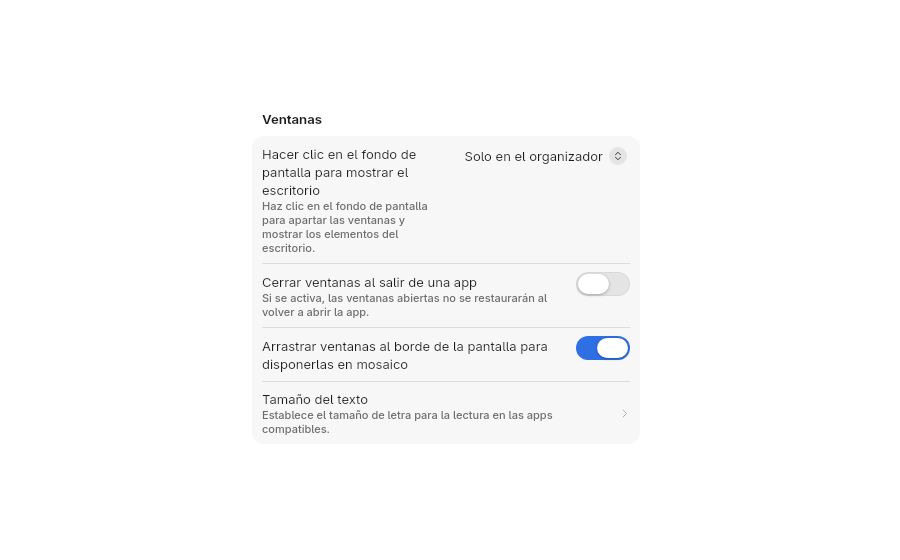 Ventanas
Hacer clic en el fondo de
pantalla para mostrar el
escritorio
Solo en el organizador
Haz clic en el fondo de pantalla
para apartar las ventanas y
mostrar los elementos del
escritorio.
Cerrar ventanas al salir de una app
Si se activa, las ventanas abiertas no se restaurarán al
volver a abrir la app.
Arrastrar ventanas al borde de la pantalla para
disponerlas en mosaico
Tamaño del texto
Establece el tamaño de letra para la lectura en las apps
compatibles.